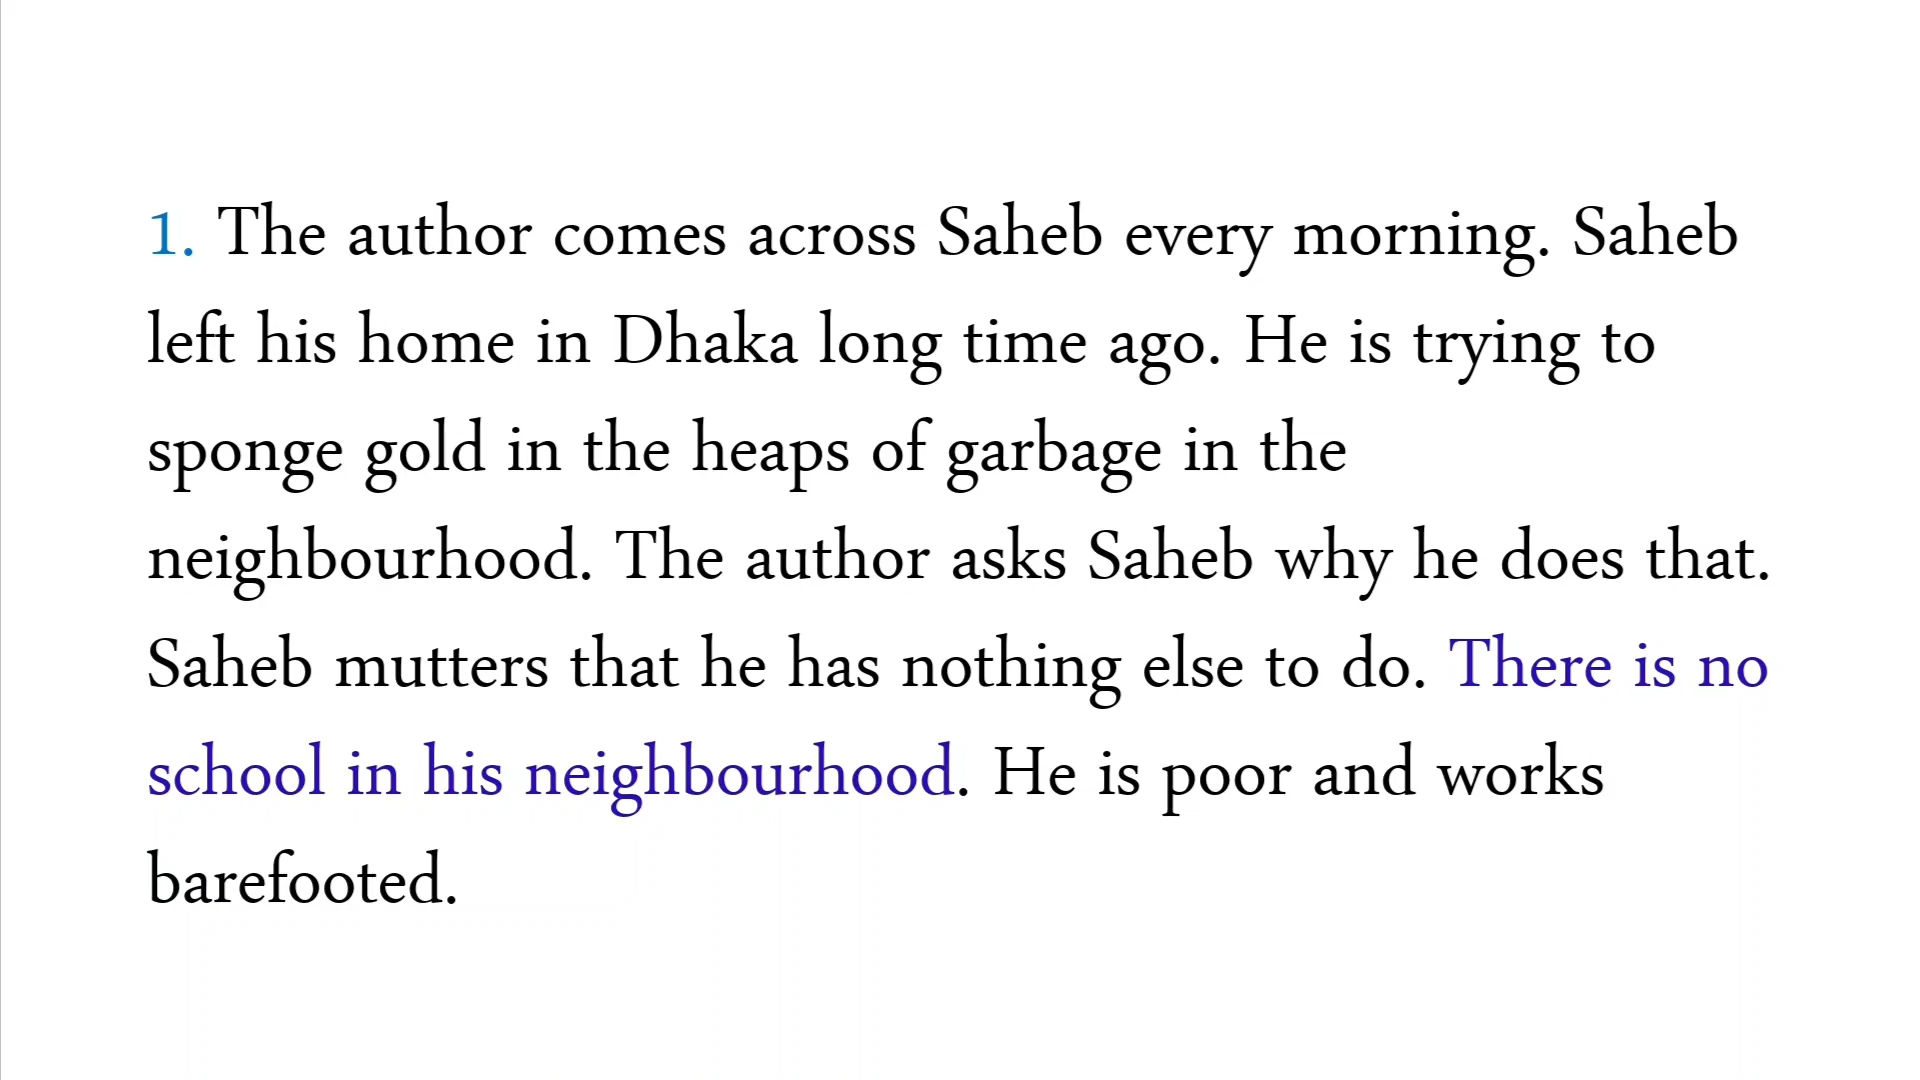 1. The author comes across Saheb every morning. Saheb
left his home in Dhaka long time ago. He is trying to
sponge gold in the heaps of garbage in the
neighbourhood. The author asks Saheb why he does that.
Saheb mutters that he has nothing else to do. There is no
school in his neighbourhood. He is poor and works
barefooted.